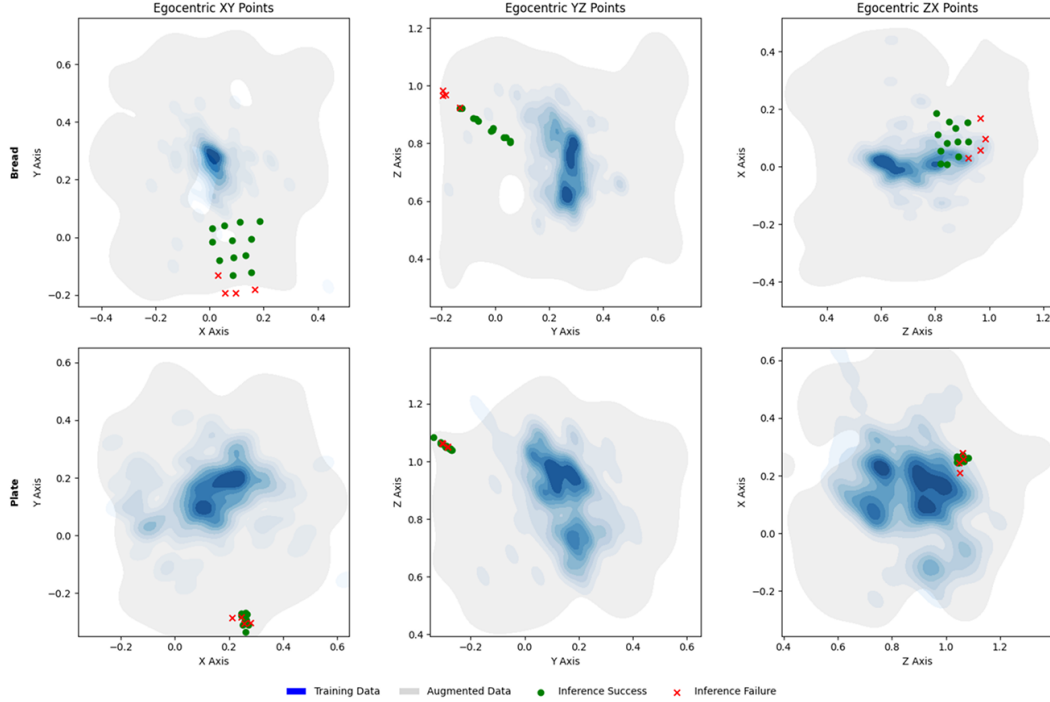 Egocentric XY Points
Egocentric YZ Points
Egocentric ZX Points
Bread
Y Axis
0.6
0.4
0.2
0.0
−0.2
−0.4
−0.2
0.0
0.2
0.4
X Axis
Z Axis
1.2
1.0
0.8
0.6
0.4
−0.2
0.0
0.2
0.4
0.6
Y Axis
X Axis
0.4
0.2
0.0
−0.2
−0.4
0.4
0.6
0.8
1.0
1.2
Z Axis
Plate
Y Axis
0.6
0.4
0.2
0.0
−0.2
−0.2
0.0
0.2
0.4
0.6
X Axis
Z Axis
1.2
1.0
0.8
0.6
0.4
−0.2
0.0
0.2
0.4
0.6
Y Axis
X Axis
0.6
0.4
0.2
0.0
−0.2
0.4
0.6
0.8
1.0
1.2
Z Axis
Training Data
Augmented Data
Inference Success
Inference Failure